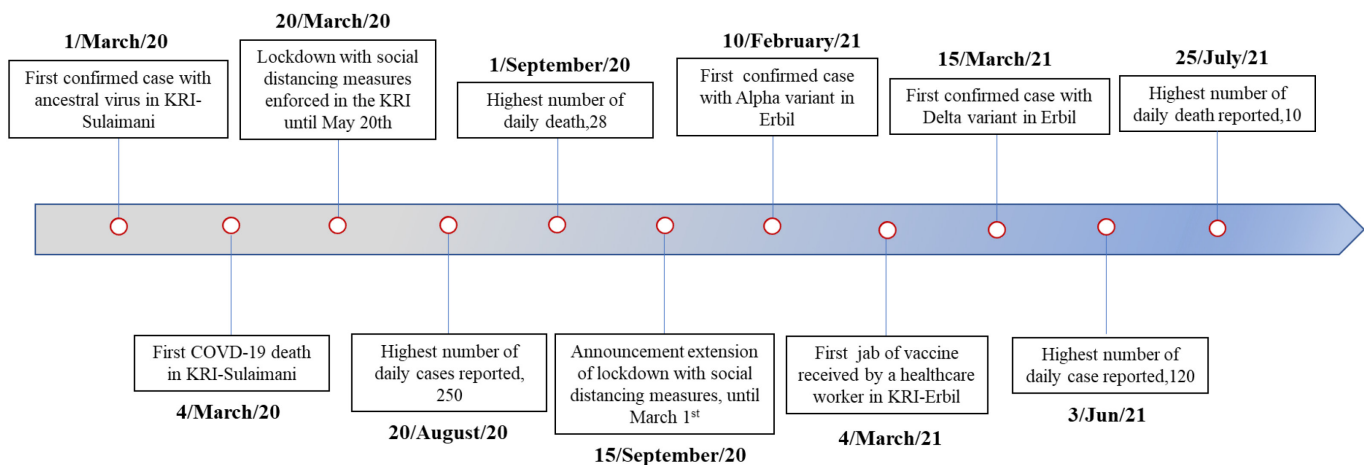 1/March/20
First confirmed case with
ancestral virus in KRI-
Sulaimani
4/March/20
First COVD-19 death
in KRI-Sulaimani
20/March/20
Lockdown with social
distancing measures
enforced in the KRI
until May 20th
20/August/20
Highest number of
daily cases reported,
250
1/September/20
Highest number of
daily death,28
15/September/20
Announcement extension
of lockdown with social
distancing measures, until
March 1st
10/February/21
First confirmed case
with Alpha variant in
Erbil
4/March/21
First jab of vaccine
received by a healthcare
worker in KRI-Erbil
15/March/21
First confirmed case with
Delta variant in Erbil
3/Jun/21
Highest number of
daily case reported,120
25/July/21
Highest number of
daily death reported,10